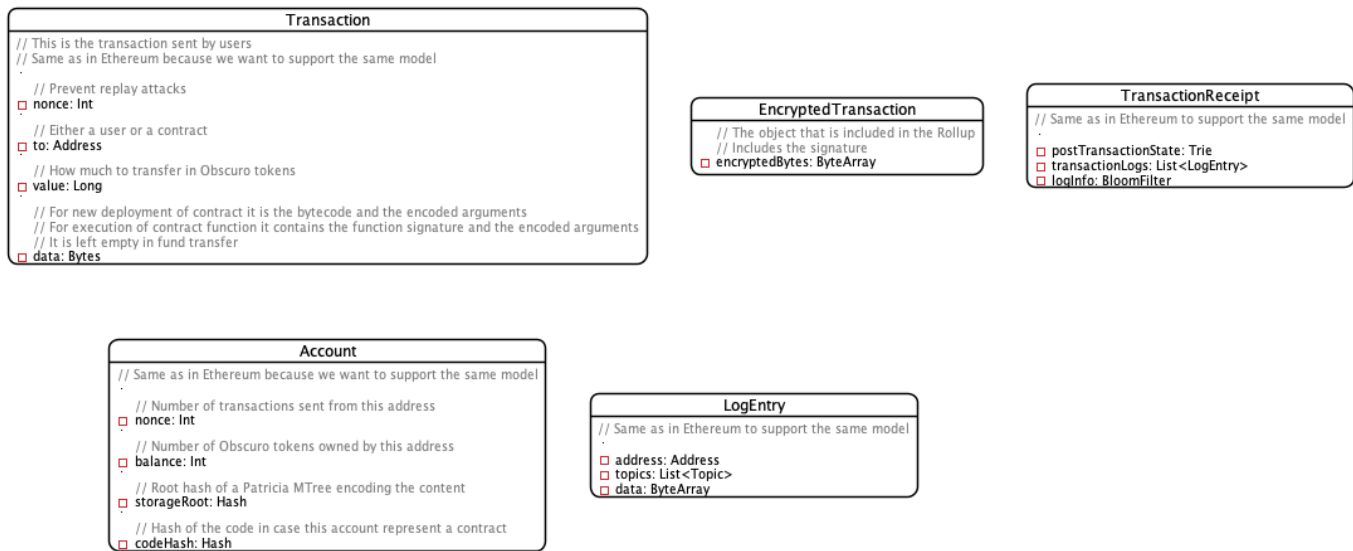 Transaction
// This is the transaction sent by users
// Same as in Ethereum because we want to support the same model
// Prevent replay attacks
nonce: Int
// Either a user or a contract
to: Address
// How much to transfer in Obscuro tokens
value: Long
// For new deployment of contract it is the bytecode and the encoded arguments
// For execution of contract function it contains the function signature and the encoded arguments
// It is left empty in fund transfer
data: Bytes
EncryptedTransaction
// The object that is included in the Rollup
// Includes the signature
encryptedBytes: ByteArray
TransactionReceipt
// Same as in Ethereum to support the same model
postTransactionState: Trie
transactionLogs: List<LogEntry>
logInfo: BloomFilter
Account
// Same as in Ethereum because we want to support the same model
// Number of transactions sent from this address
nonce: Int
// Number of Obscuro tokens owned by this address
balance: Int
// Root hash of a Patricia MTree encoding the content
storageRoot: Hash
// Hash of the code in case this account represent a contract
codeHash: Hash
LogEntry
// Same as in Ethereum to support the same model
address: Address
topics: List<Topic>
data: ByteArray